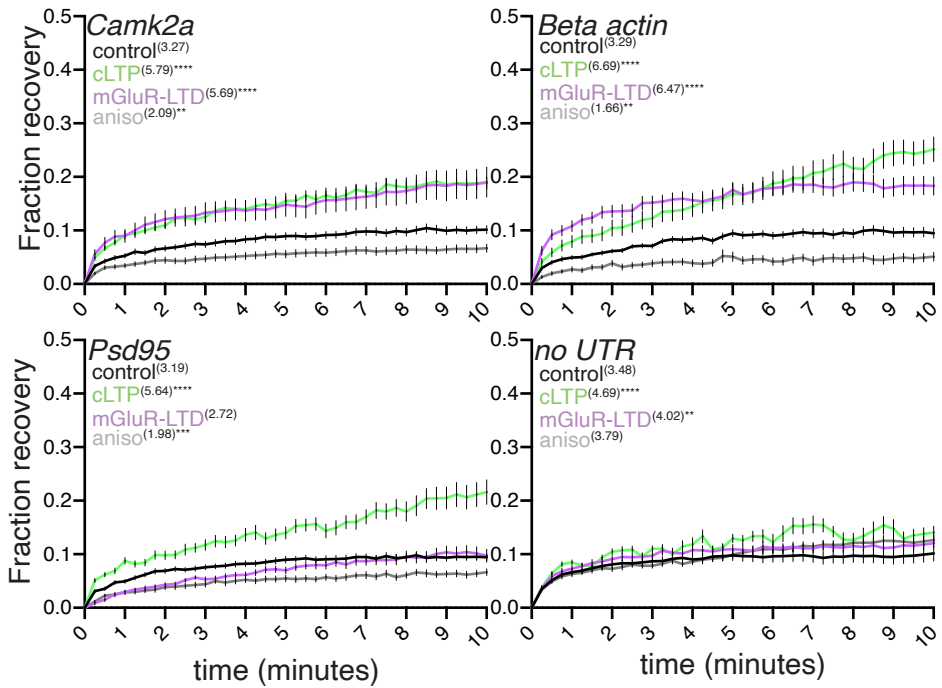 Camk2a
control(3.27)
cLTP(5.79)****
mGluR-LTD(5.69)****
aniso(2.09)**
Fraction recovery
0.5
0.4
0.3
0.2
0.1
0.0
0 1 2 3 4 5 6 7 8 9 10
Beta actin
control(3.29)
cLTP(6.69)****
mGluR-LTD(6.47)****
aniso(1.66)**
0.5
0.4
0.3
0.2
0.1
0.0
0 1 2 3 4 5 6 7 8 9 10
Psd95
control(3.19)
cLTP(5.64)****
mGluR-LTD(2.72)
aniso(1.98)***
Fraction recovery
0.5
0.4
0.3
0.2
0.1
0.0
0 1 2 3 4 5 6 7 8 9 10
time (minutes)
no UTR
control(3.48)
cLTP(4.69)****
mGluR-LTD(4.02)**
aniso(3.79)
0.5
0.4
0.3
0.2
0.1
0.0
0 1 2 3 4 5 6 7 8 9 10
time (minutes)